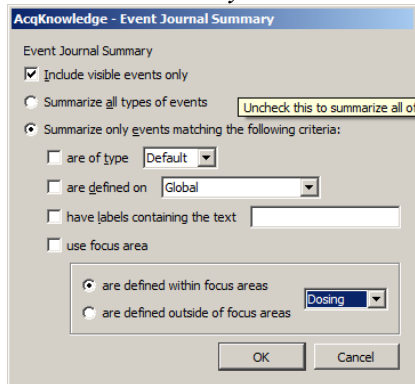 AcqKnowledge - Event Journal Summary
Event Journal Summary
Include visible events only
Summarize all types of events
Uncheck this to summarize all of
Summarize only events matching the following criteria:
are of type Default
are defined on Global
have labels containing the text
use focus area
are defined within focus areas
Dosing
are defined outside of focus areas
OK Cancel